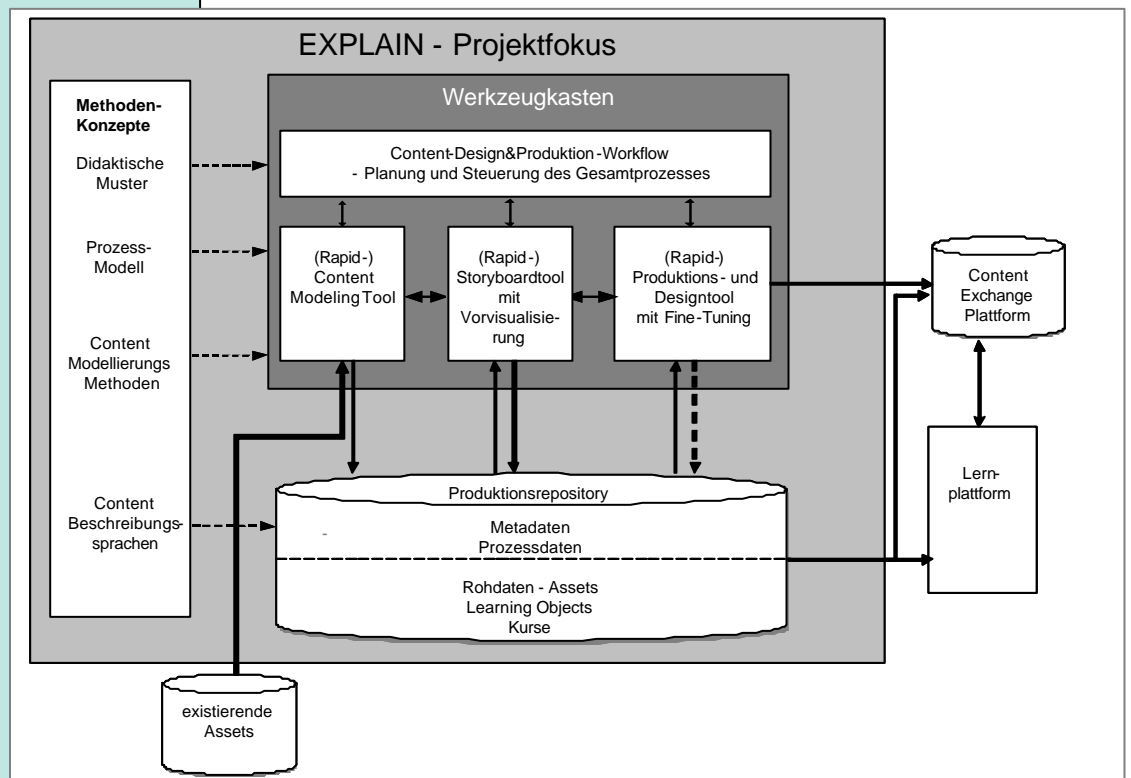 EXPLAIN - Projektfokus
Methoden-
Konzepte
Didaktische
Muster
Prozess-
Modell
Content
Modellierungs
Methoden
Content
Beschreibungs-
sprachen
Werkzeugkasten
Content-Design&Produktion-Workflow
- Planung und Steuerung des Gesamtprozesses
(Rapid-)
Content
Modeling Tool
(Rapid-)
Storyboardtool
mit
Vorvisualisie-
rung
(Rapid-)
Produktions- und
Designtool
mit Fine-Tuning
Content
Exchange
Plattform
Lern-
plattform
Produktionsrepository
-
Metadaten
Prozessdaten
Rohdaten - Assets
Learning Objects
Kurse
existierende
Assets